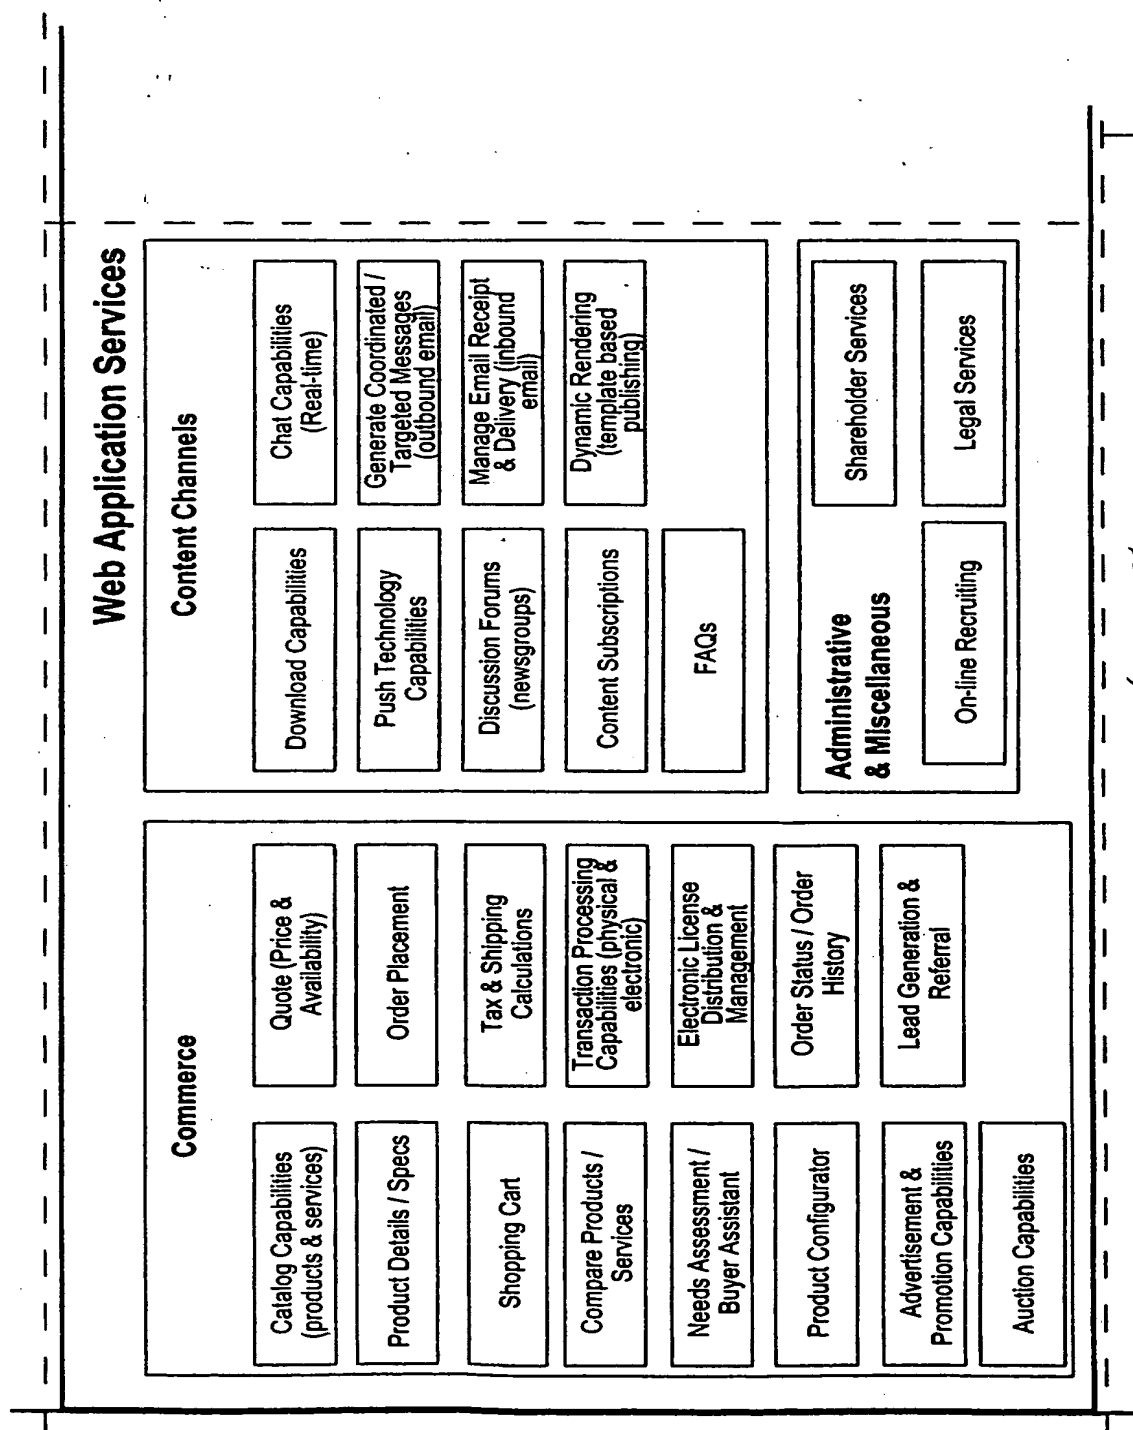 Web Application Services
Commerce
Catalog Capabilities
(products & services)
Product Details / Specs
Shopping Cart
Compare Products /
Services
Needs Assessment /
Buyer Assistant
Product Configurator
Advertisement &
Promotion Capabilities
Auction Capabilities
Quote (Price &
Availability)
Order Placement
Tax & Shipping
Calculations
Transaction Processing
Capabilities (physical &
electronic)
Electronic License
Distribution &
Management
Order Status / Order
History
Lead Generation &
Referral
Content Channels
Download Capabilities
Push Technology
Capabilities
Discussion Forums
(newsgroups)
Content Subscriptions
FAQs
Chat Capabilities
(Real-time)
Generate Coordinated /
Targeted Messages
(outbound email)
Manage Email Receipt
& Delivery (inbound
email)
Dynamic Rendering
(template based
publishing)
Administrative
& Miscellaneous
On-line Recruiting
Shareholder Services
Legal Services